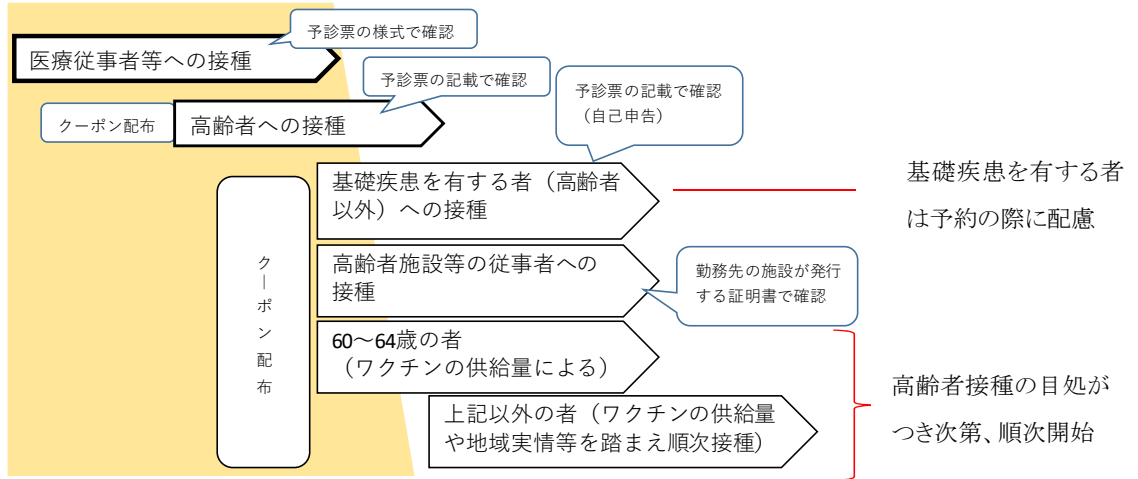 予診票の様式で確認
医療従事者等への接種
予診票の記載で確認
クーポン配布
高齢者への接種
予診票の記載で確認
（自己申告）
クーポン配布
基礎疾患を有する者（高齢者
以外）への接種
基礎疾患を有する者
は予約の際に配慮
高齢者施設等の従事者への
接種
勤務先の施設が発行
する証明書で確認
60～64歳の者
（ワクチンの供給量による）
上記以外の者（ワクチンの供給量
や地域実情等を踏まえ順次接種）
高齢者接種の目処が
つき次第、順次開始